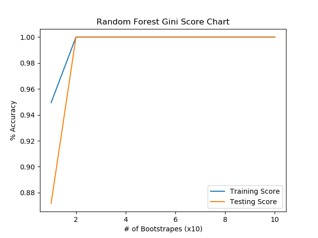 Random Forest Gini Score Chart
% Accuracy
1.00
0.98
0.96
0.94
0.92
0.90
0.88
Training Score
Testing Score
2 4 6 8 10
# of Bootstrapes (x10)